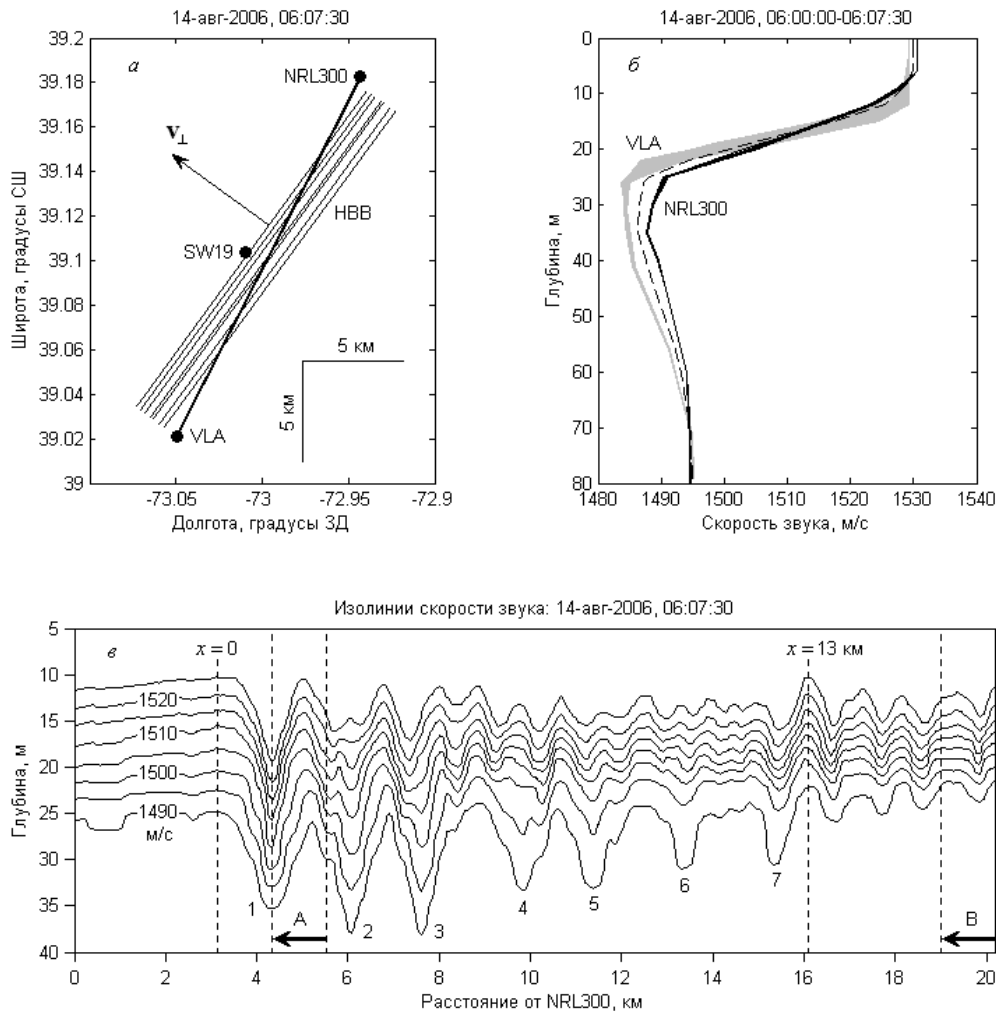 14-авг-2006, 06:07:30
а
39.2
39.18
39.16
39.14
39.12
39.1
39.08
39.06
39.04
39.02
39
Широта, градусы СШ
NRL300
v⊥
HBB
SW19
5 км
5 км
VLA
-73.05
-73
-72.95
-72.9
Долгота, градусы ЗД
14-авг-2006, 06:00:00-06:07:30
б
0
10
20
30
40
50
60
70
80
Глубина, м
VLA
NRL300
1480
1490
1500
1510
1520
1530
1540
Скорость звука, м/с
Изолинии скорости звука: 14-авг-2006, 06:07:30
в
x = 0
x = 13 км
5
10
15
20
25
30
35
40
Глубина, м
1520
1510
1500
1490
м/с
1
A
2
3
4
5
6
7
B
0
2
4
6
8
10
12
14
16
18
20
Расстояние от NRL300, км